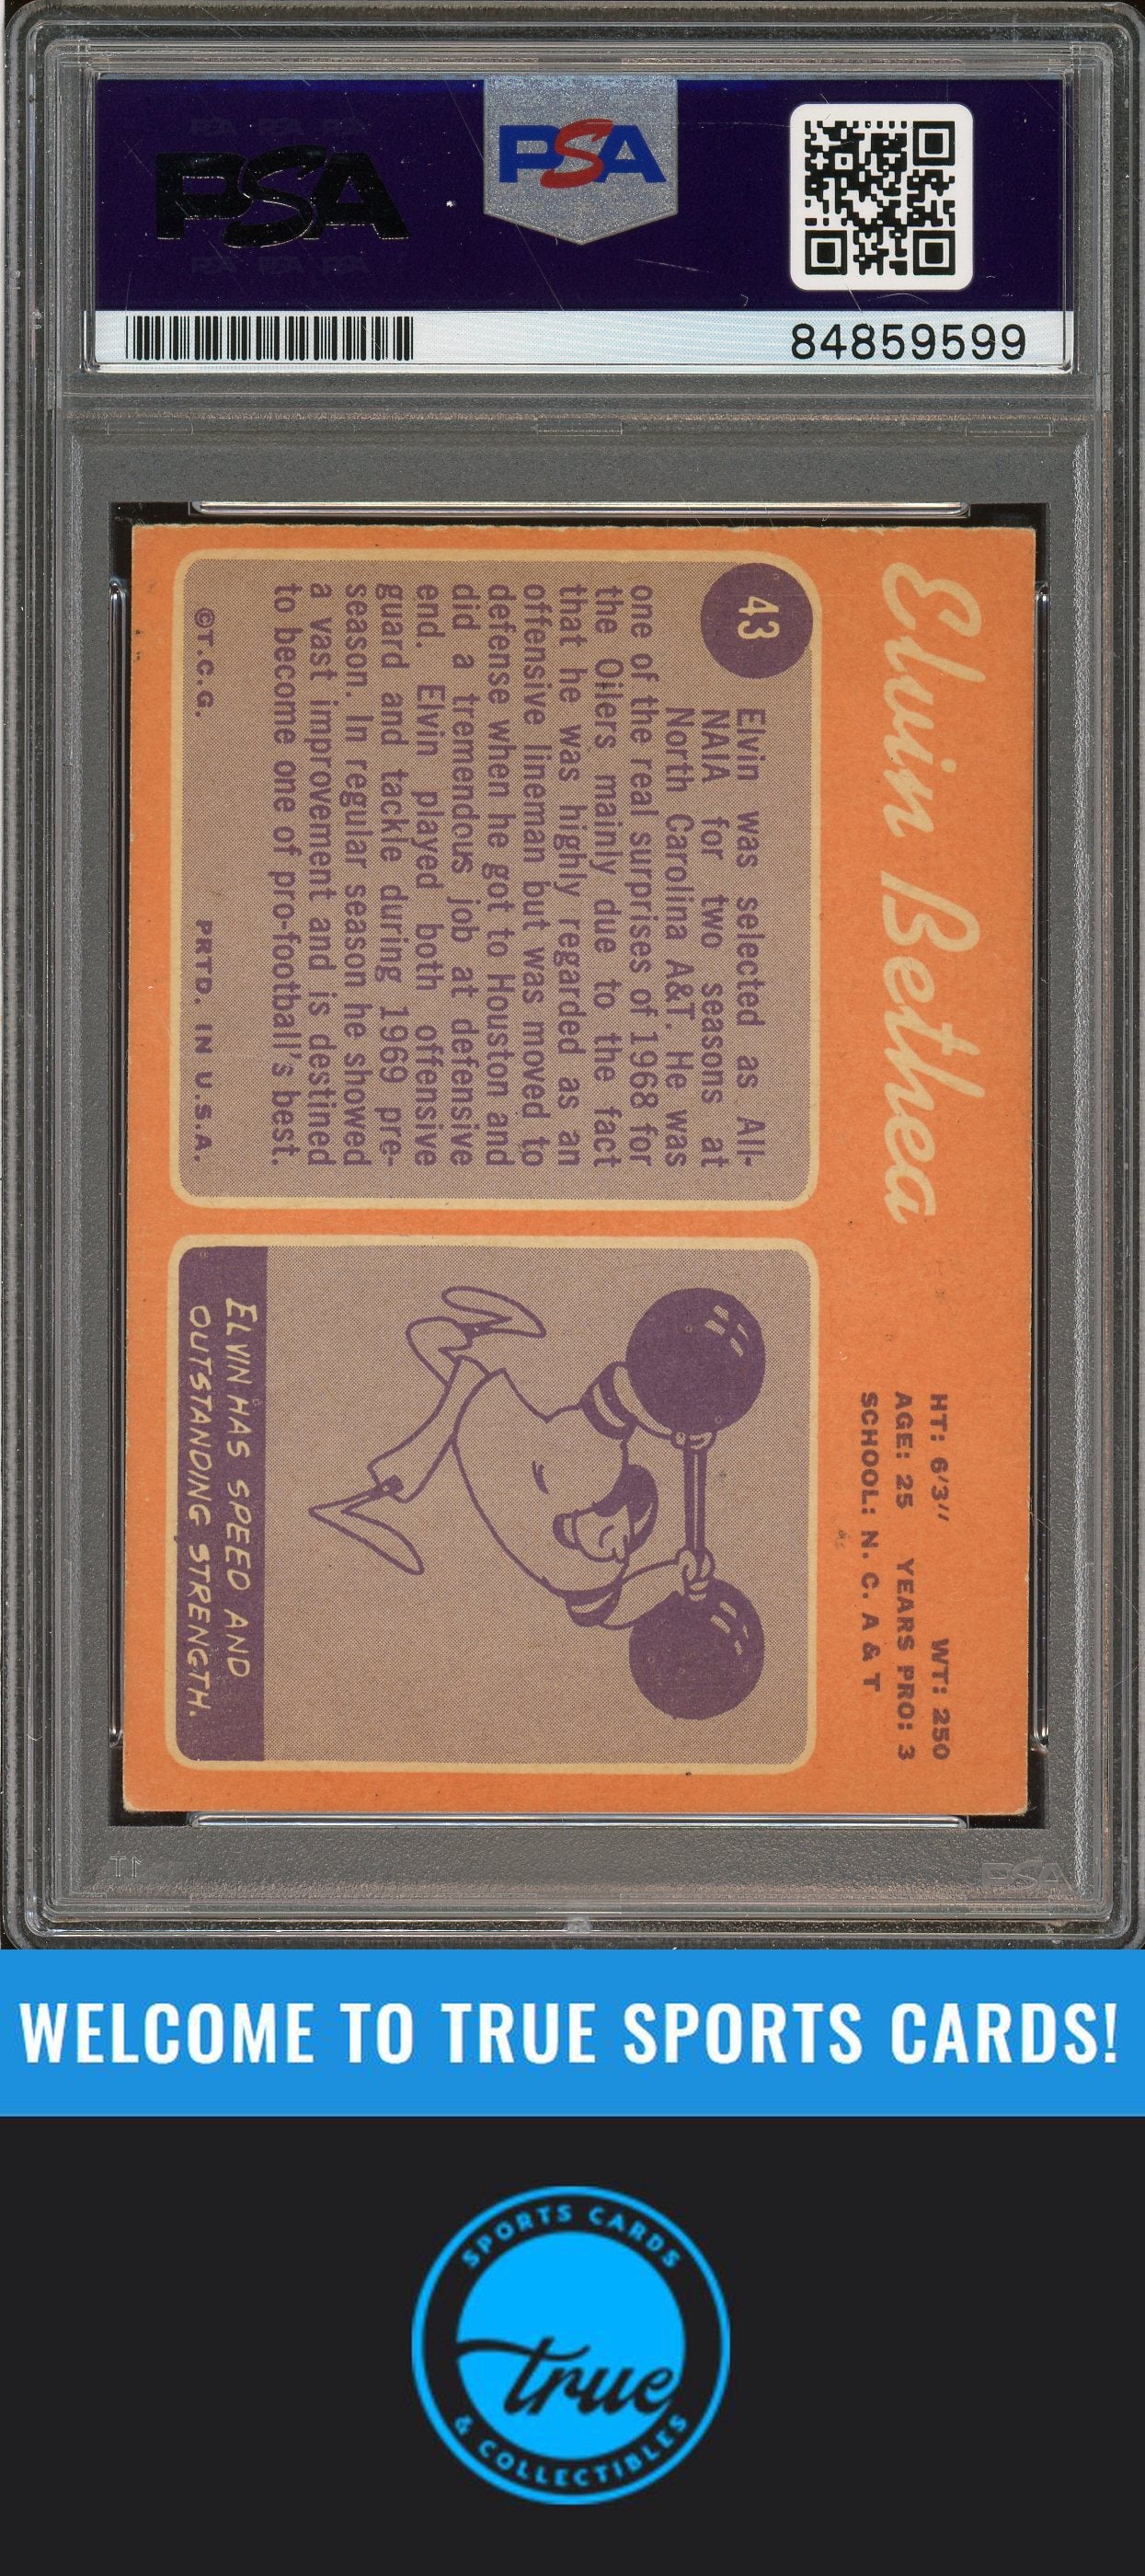 PSA PSA PSA
PSA
PSA PSA PSA
PSA
84859599
Elvin Bethea
HT: 6'3" WT: 250
AGE: 25 YEARS PRO: 3
SCHOOL: N. C. A & T
43
Elvin was selected as All-
NAIA for two seasons at
North Carolina A&T. He was
one of the real surprises of 1968 for
the Oilers mainly due to the fact
that he was highly regarded as an
offensive lineman but was moved to
defense when he got to Houston and
did a tremendous job at defensive
end. Elvin played both offensive
guard and tackle during 1969 pre-
season. In regular season he showed
a vast improvement and is destined
to become one of pro-football's best.
©T.C.G. PRTD. IN U.S.A.
ELVIN HAS SPEED AND
OUTSTANDING STRENGTH.
PSA
WELCOME TO TRUE SPORTS CARDS!
SPORTS CARDS
true
& COLLECTIBLES